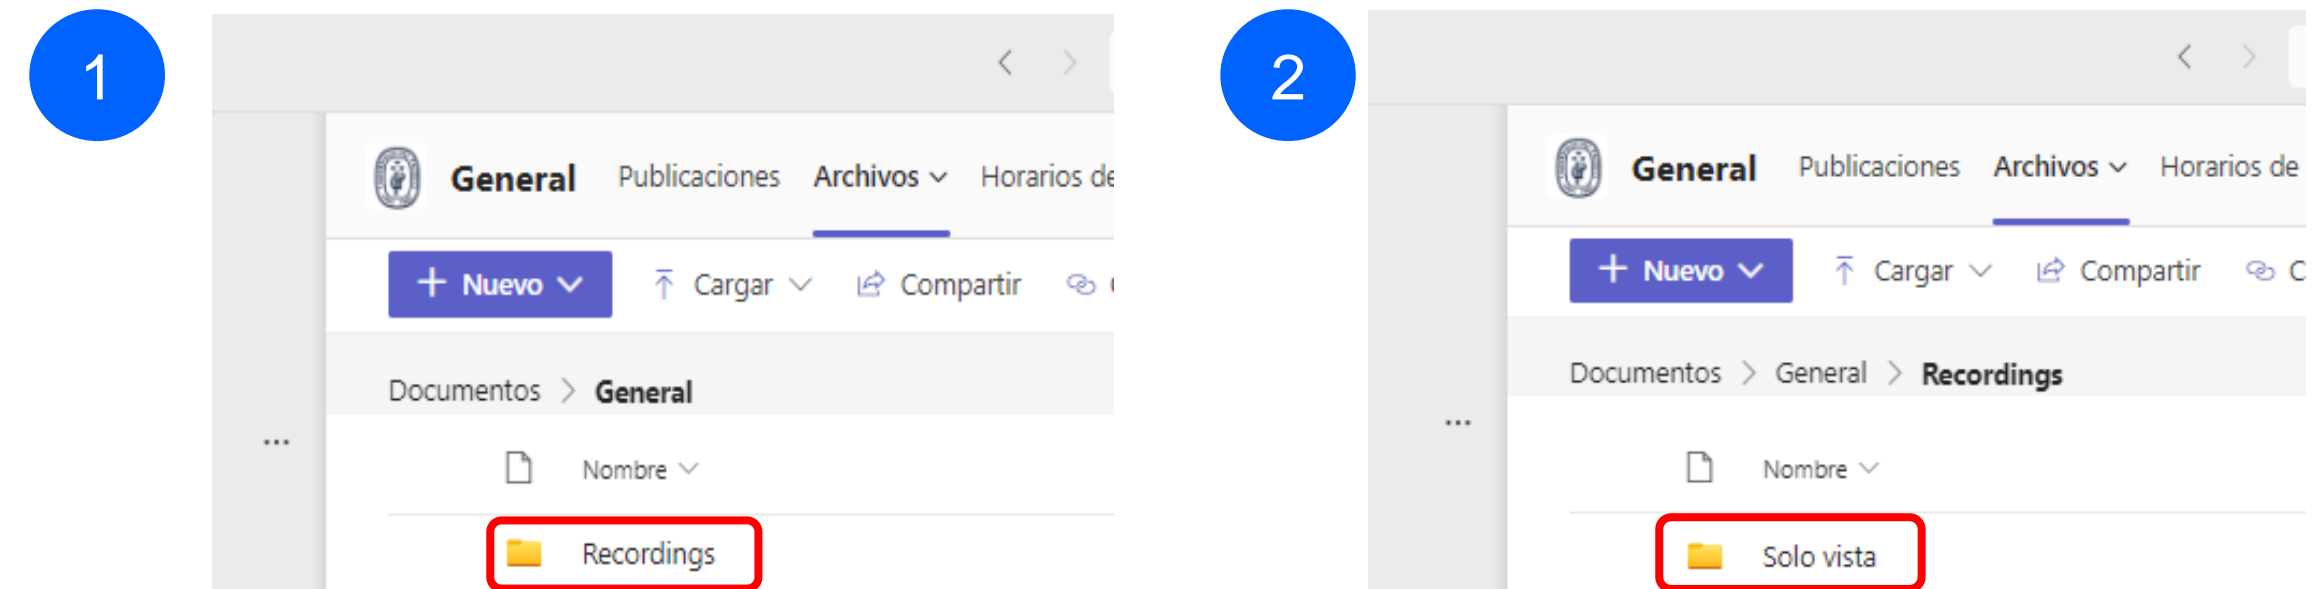 1
General Publicaciones Archivos Horarios de
Nuevo Cargar Compartir
Documentos > General
...
Nombre
Recordings
2
General Publicaciones Archivos Horarios de
Nuevo Cargar Compartir C
Documentos > General > Recordings
...
Nombre
Solo vista